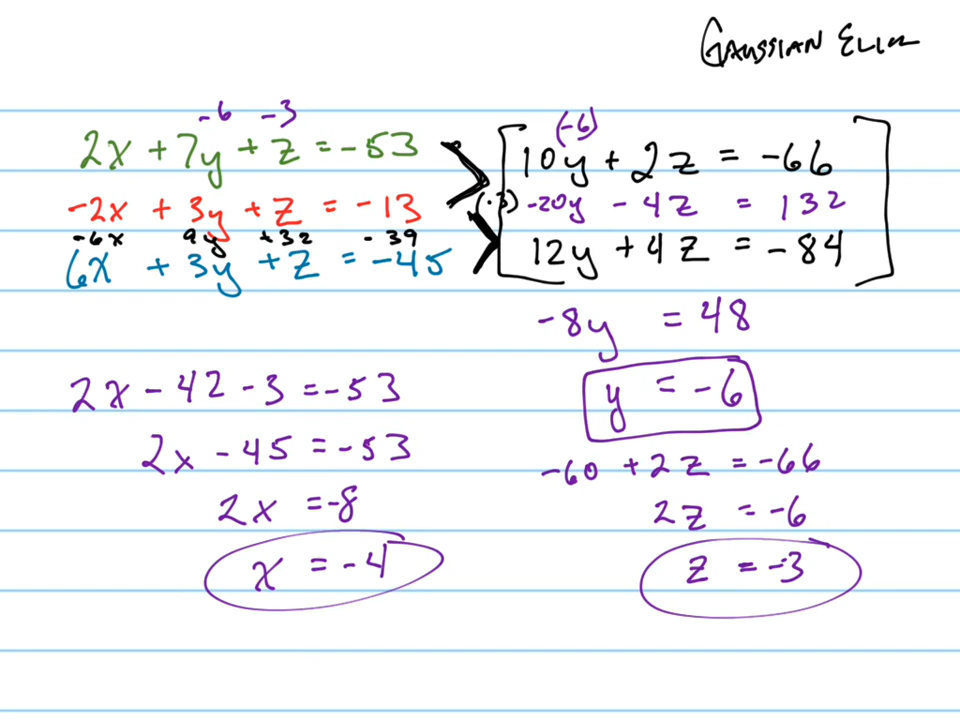 GAUSSIAN ELIM
-6 -3
2x + 7y + z = -53
-2x + 3y + z = -13
-6x 9y +3z -39
6x + 3y + z = -45
(-6)
10y + 2z = -66
(·3) -20y - 4z = 132
12y + 4z = -84
-8y = 48
y = -6
-60 + 2z = -66
2z = -6
z = -3
2x - 42 - 3 = -53
2x - 45 = -53
2x = -8
x = -4